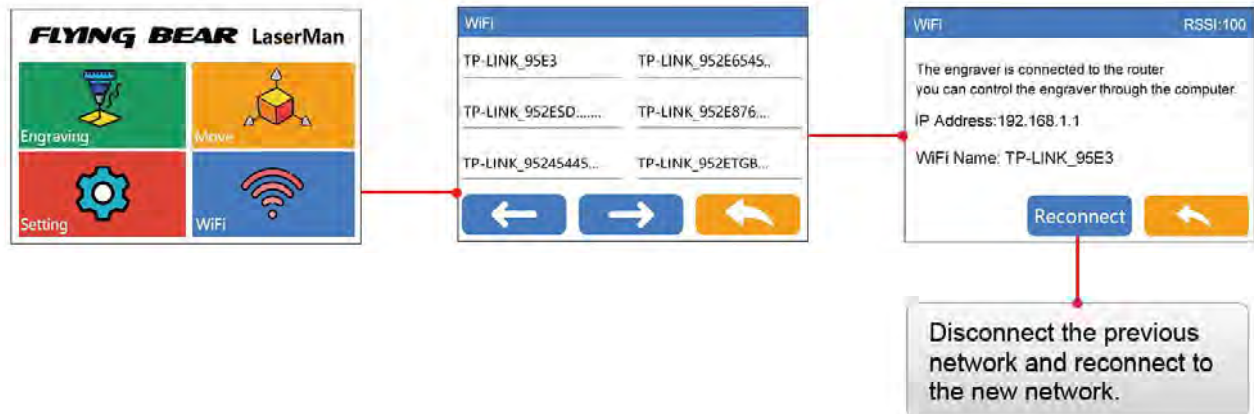 FLYING BEAR LaserMan
Engraving
Move
Setting
WiFi
WiFi
TP-LINK_95E3
TP-LINK_952E6545..
TP-LINK_952ESD.......
TP-LINK_952E876...
TP-LINK_95245445...
TP-LINK_952ETGB...
WiFi
RSSI:100
The engraver is connected to the router
you can control the engraver through the computer
IP Address:192.168.1.1
WiFi Name: TP-LINK_95E3
Reconnect
Disconnect the previous
network and reconnect to
the new network.